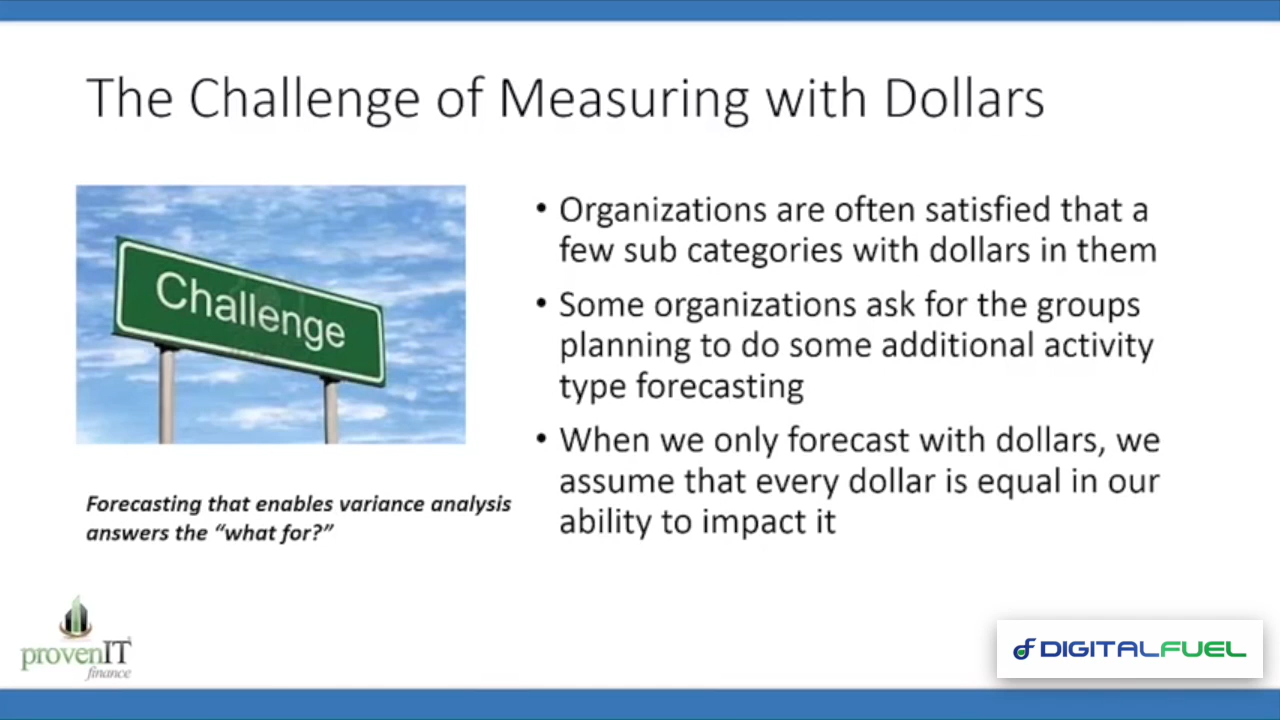 The Challenge of Measuring with Dollars
Challenge
• Organizations are often satisfied that a
few sub categories with dollars in them
• Some organizations ask for the groups
planning to do some additional activity
type forecasting
• When we only forecast with dollars, we
assume that every dollar is equal in our
ability to impact it
Forecasting that enables variance analysis
answers the “what for?”
provenIT
finance
DIGITALFUEL